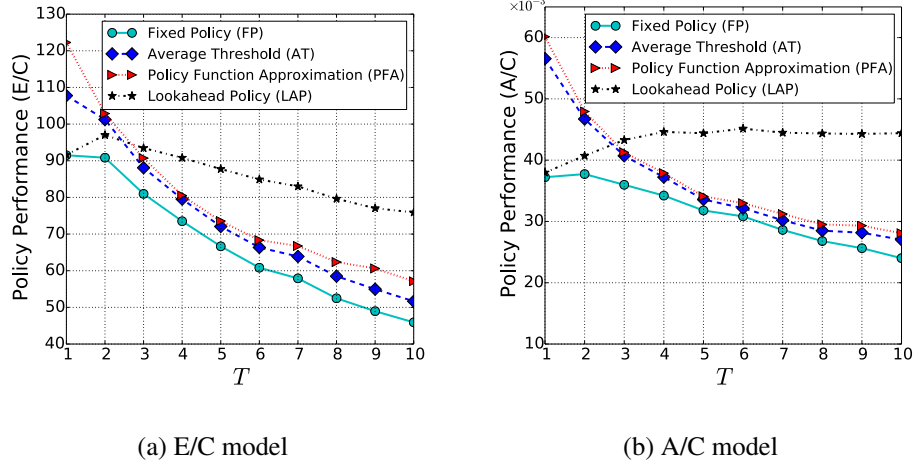 Policy Performance (E/C)
130
120
110
100
90
80
70
60
50
40
Fixed Policy (FP)
Average Threshold (AT)
Policy Function Approximation (PFA)
Lookahead Policy (LAP)
1 2 3 4 5 6 7 8 9 10
T
(a) E/C model
Policy Performance (A/C)
×10⁻³
60
50
40
30
20
10
Fixed Policy (FP)
Average Threshold (AT)
Policy Function Approximation (PFA)
Lookahead Policy (LAP)
1 2 3 4 5 6 7 8 9 10
T
(b) A/C model